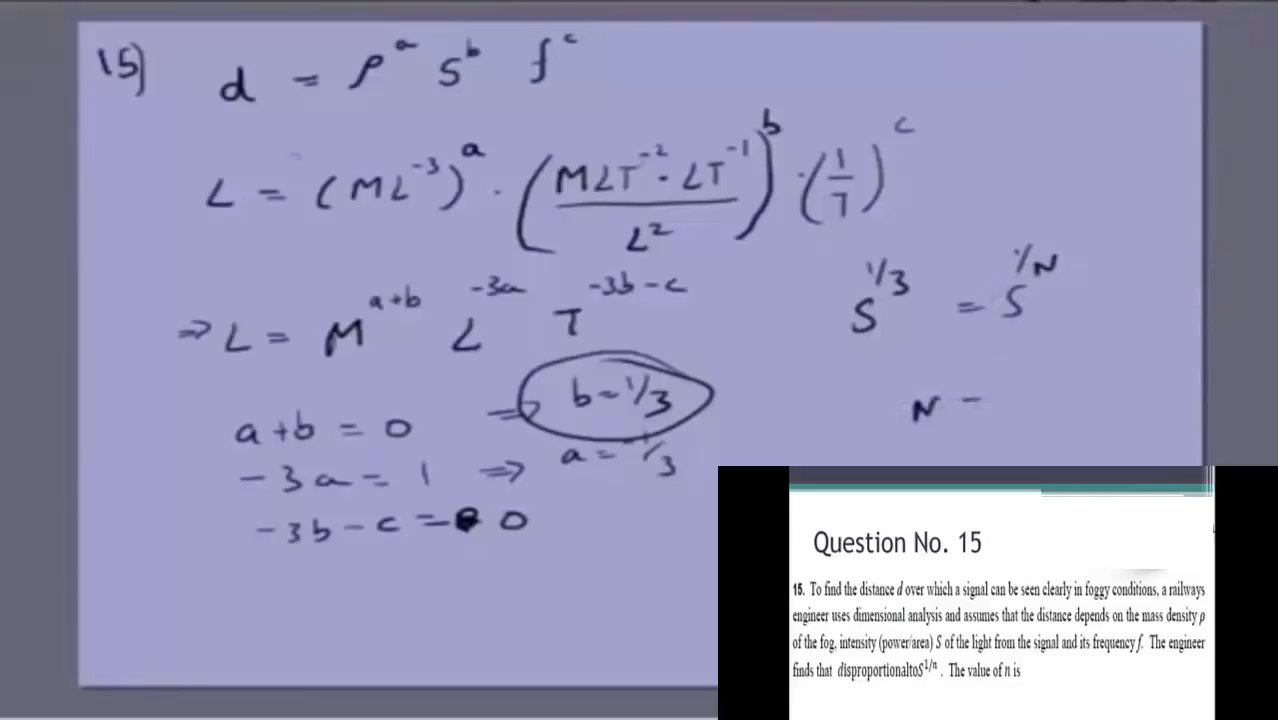 15) d = ρ^a S^b f^c
L = (ML^-3)^a . (MLT^-2 . LT^-1 / L^2)^b . (1/T)^c
⇒ L = M^a+b L^-3a T^-3b-c
S^1/3 = S^1/N
a + b = 0 ⇒ b = 1/3
N =
-3a = 1 ⇒ a = -1/3
-3b - c = 0
Question No. 15
15. To find the distance d over which a signal can be seen clearly in foggy conditions, a railways
engineer uses dimensional analysis and assumes that the distance depends on the mass density ρ
of the fog, intensity (power/area) S of the light from the signal and its frequency f. The engineer
finds that disproportionaltoS^1/n . The value of n is